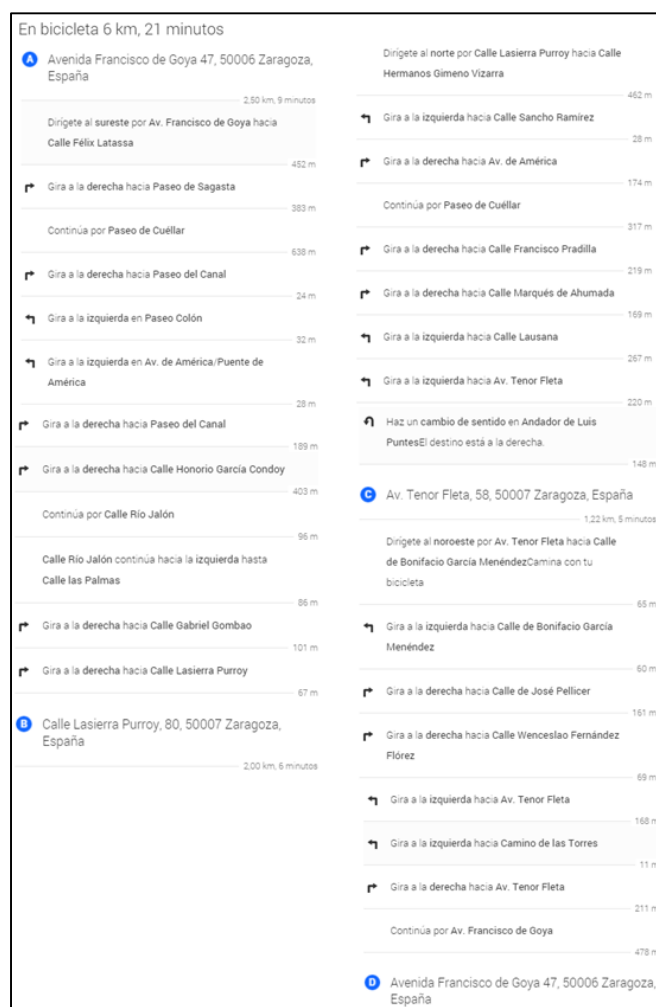 En bicicleta 6 km, 21 minutos
A Avenida Francisco de Goya 47, 50006 Zaragoza,
España
2,50 km, 9 minutos
Dirígete al sureste por Av. Francisco de Goya hacia
Calle Félix Latassa
452 m
Gira a la derecha hacia Paseo de Sagasta
383 m
Continúa por Paseo de Cuéllar
638 m
Gira a la derecha hacia Paseo del Canal
24 m
Gira a la izquierda en Paseo Colón
32 m
Gira a la izquierda en Av. de América/Puente de
América
28 m
Gira a la derecha hacia Paseo del Canal
189 m
Gira a la derecha hacia Calle Honorio García Condoy
403 m
Continúa por Calle Río Jalón
96 m
Calle Río Jalón continúa hacia la izquierda hasta
Calle las Palmas
86 m
Gira a la derecha hacia Calle Gabriel Gombao
101 m
Gira a la derecha hacia Calle Lasierra Purroy
67 m
B Calle Lasierra Purroy, 80, 50007 Zaragoza,
España
2,00 km, 6 minutos
Dirígete al norte por Calle Lasierra Purroy hacia Calle
Hermanos Gimeno Vizarra
462 m
Gira a la izquierda hacia Calle Sancho Ramírez
28 m
Gira a la derecha hacia Av. de América
174 m
Continúa por Paseo de Cuéllar
317 m
Gira a la derecha hacia Calle Francisco Pradilla
219 m
Gira a la derecha hacia Calle Marqués de Ahumada
169 m
Gira a la izquierda hacia Calle Lausana
267 m
Gira a la izquierda hacia Av. Tenor Fleta
220 m
Haz un cambio de sentido en Andador de Luis
PuntesEl destino está a la derecha.
148 m
C Av. Tenor Fleta, 58, 50007 Zaragoza, España
1,22 km, 5 minutos
Dirígete al noroeste por Av. Tenor Fleta hacia Calle
de Bonifacio García MenéndezCamina con tu
bicicleta
65 m
Gira a la izquierda hacia Calle de Bonifacio García
Menéndez
60 m
Gira a la derecha hacia Calle de José Pellicer
161 m
Gira a la derecha hacia Calle Wenceslao Fernández
Flórez
69 m
Gira a la izquierda hacia Av. Tenor Fleta
168 m
Gira a la izquierda hacia Camino de las Torres
11 m
Gira a la derecha hacia Av. Tenor Fleta
211 m
Continúa por Av. Francisco de Goya
478 m
D Avenida Francisco de Goya 47, 50006 Zaragoza,
España